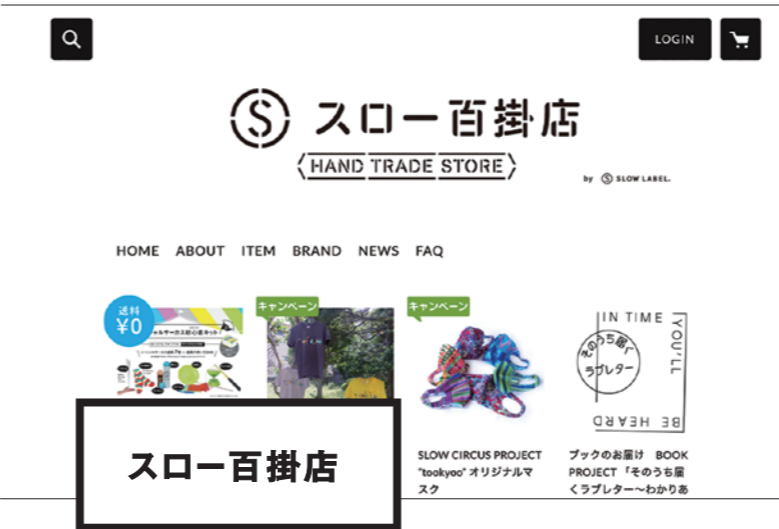 LOGIN
スロー百掛店
HAND TRADE STORE
by S SLOW LABEL.
HOME ABOUT ITEM BRAND NEWS FAQ
送料
¥0
キャンペーン
キャンペーン
IN TIME
YOU'LL
BE HEARD
そのうち届く
ラブレター
SLOW CIRCUS PROJECT
"tookyoo" オリジナルマ
スク
ブックのお届け BOOK
PROJECT 「そのうち届
くラブレター〜わかりあ
スロー百掛店